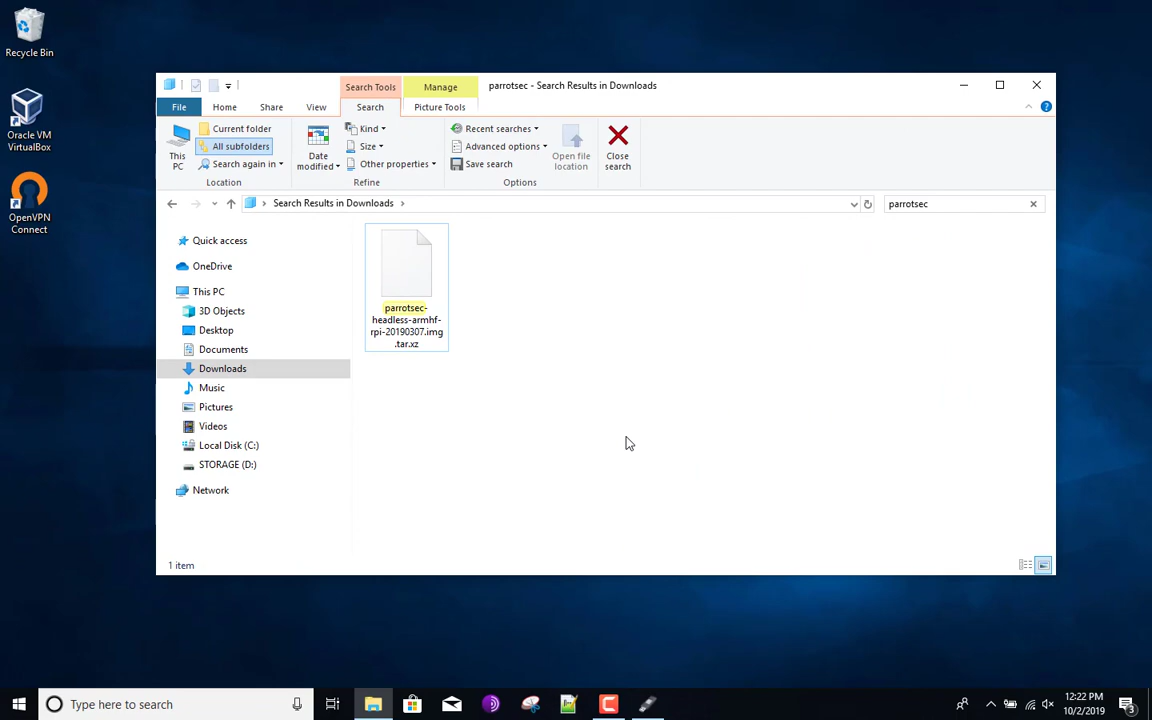 Recycle Bin
Oracle VM
VirtualBox
OpenVPN
Connect
Search Tools
Manage
parrotsec - Search Results in Downloads
File
Home
Share
View
Search
Picture Tools
This
PC
Current folder
All subfolders
Search again in
Location
Date
modified
Kind
Size
Other properties
Refine
Recent searches
Advanced options
Save search
Options
Open file
location
Close
search
Search Results in Downloads
parrotsec
Quick access
OneDrive
This PC
3D Objects
Desktop
Documents
Downloads
Music
Pictures
Videos
Local Disk (C:)
STORAGE (D:)
Network
parrotsec-
headless-armhf-
rpi-20190307.img
.tar.xz
1 item
Type here to search
12:22 PM
10/2/2019
3